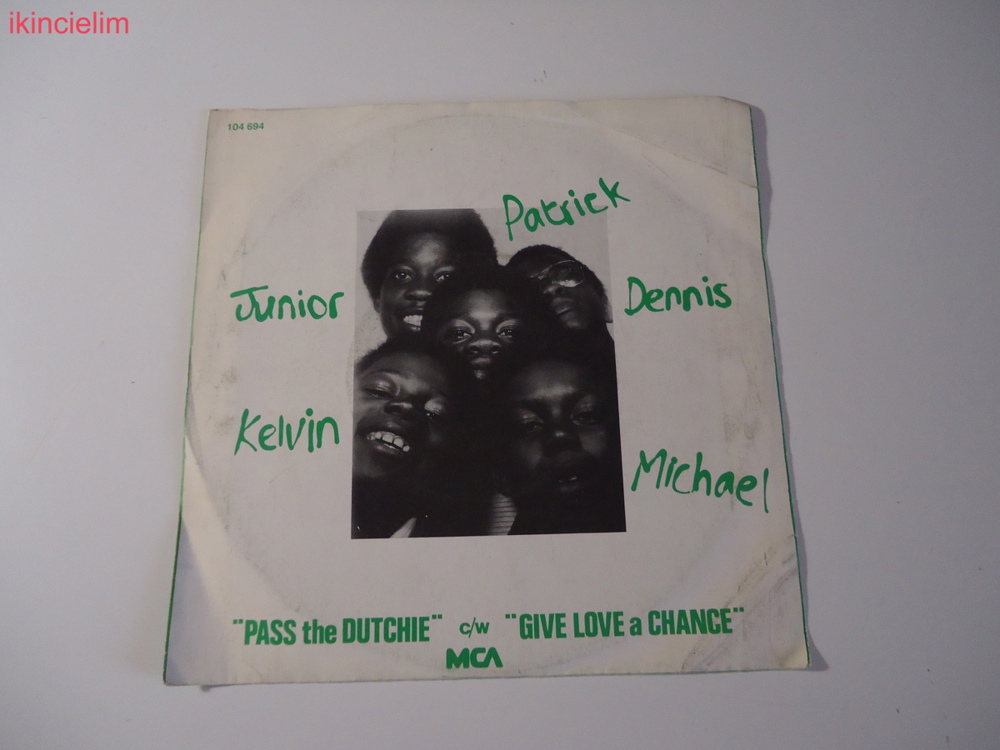 ikincielim
104 694
Patrick
Junior
Dennis
Kelvin
Michael
"PASS the DUTCHIE" c/w "GIVE LOVE a CHANCE"
MCA